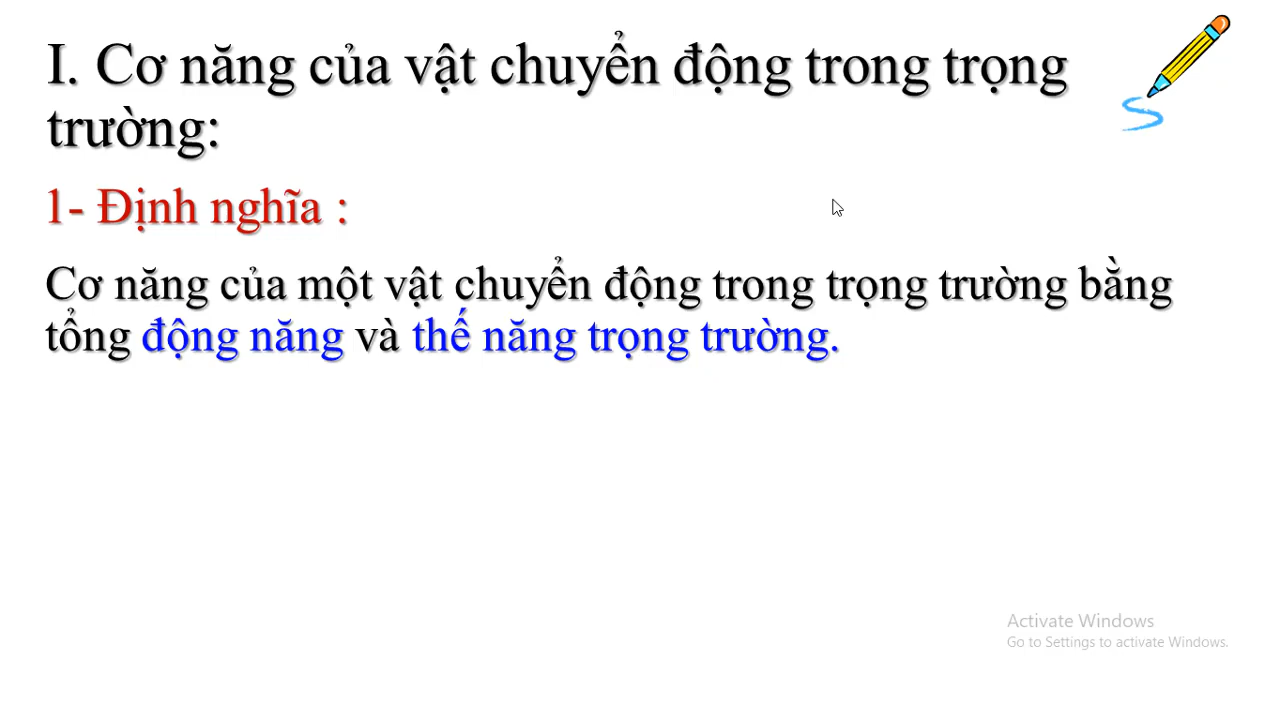 I. Cơ năng của vật chuyển động trong trọng
trường:
1- Định nghĩa :
Cơ năng của một vật chuyển động trong trọng trường bằng
tổng động năng và thế năng trọng trường.
Activate Windows
Go to Settings to activate Windows.